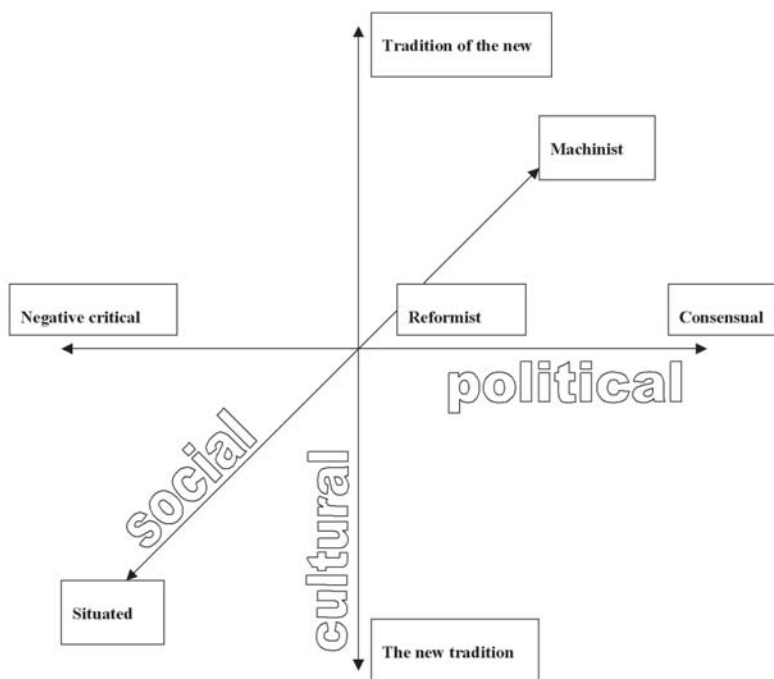 Tradition of the new
Machinist
Negative critical
Reformist
Consensual
political
social
cultural
Situated
The new tradition